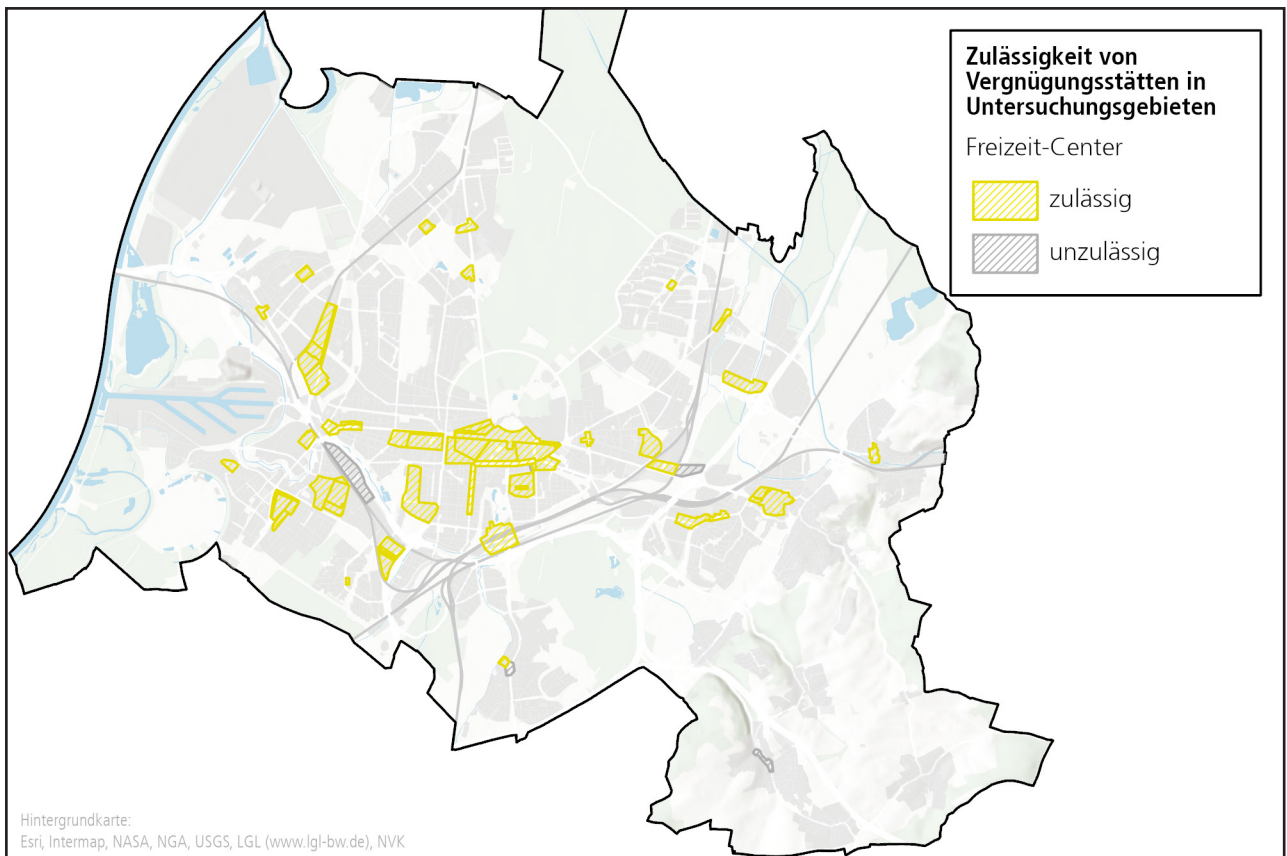 Zulässigkeit von
Vergnügungsstätten in
Untersuchungsgebieten
Freizeit-Center
zulässig
unzulässig
Hintergrundkarte:
Esri, Intermap, NASA, NGA, USGS, LGL (www.lgl-bw.de), NVK